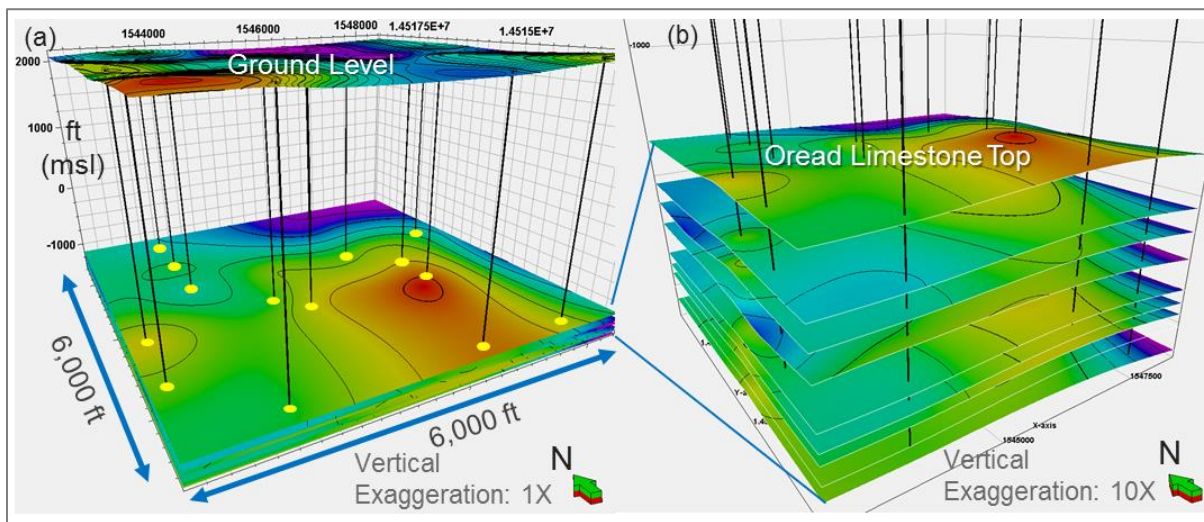 (a)
1544000
1546000
1548000
1.45175E+7
1.4515E+7
2000
Ground Level
1000
ft
(msl)
0
-1000
6,000 ft
6,000 ft
Vertical
Exaggeration: 1X
N
(b)
-1000
Oread Limestone Top
1547500
X-axis
1545000
Vertical
Exaggeration: 10X
N